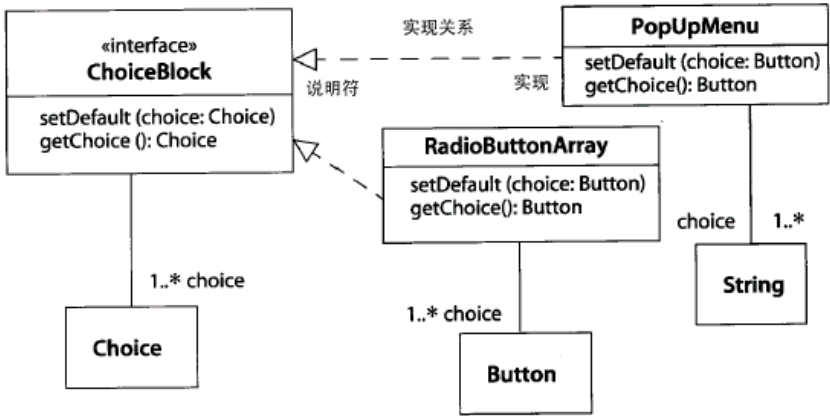 «interface»
ChoiceBlock
setDefault (choice: Choice)
getChoice (): Choice
实现关系
说明符
实现
PopUpMenu
setDefault (choice: Button)
getChoice(): Button
RadioButtonArray
setDefault (choice: Button)
getChoice(): Button
1..* choice
Choice
1..* choice
Button
choice 1..*
String